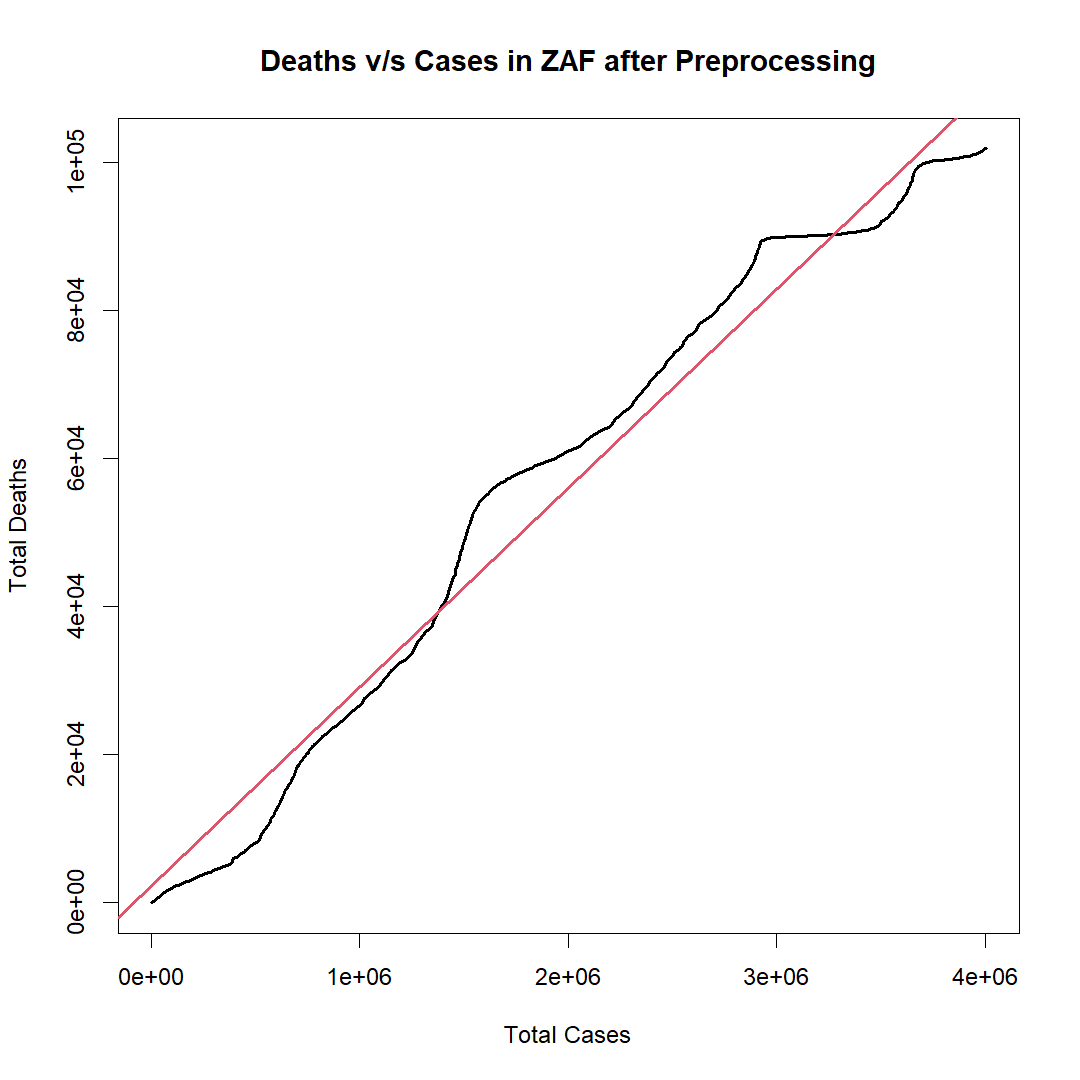 Deaths v/s Cases in ZAF after Preprocessing
Total Deaths
1e+05
8e+04
6e+04
4e+04
2e+04
0e+00
0e+00 1e+06 2e+06 3e+06 4e+06
Total Cases